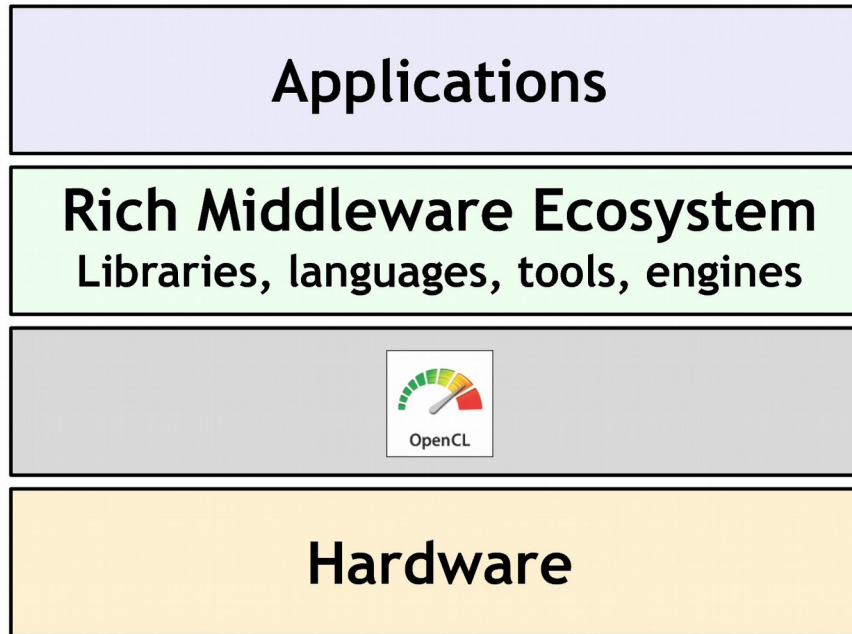 Applications
Rich Middleware Ecosystem
Libraries, languages, tools, engines
OpenCL
Hardware